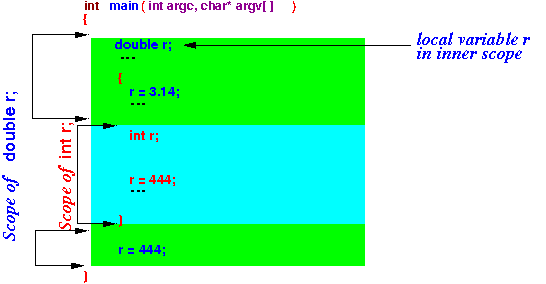 int main ( int argc, char* argv[] )
{
double r;
---
local variable r
in inner scope
{
r = 3.14;
---
int r;
r = 444;
---
}
r = 444;
}
Scope of double r;
Scope of int r;